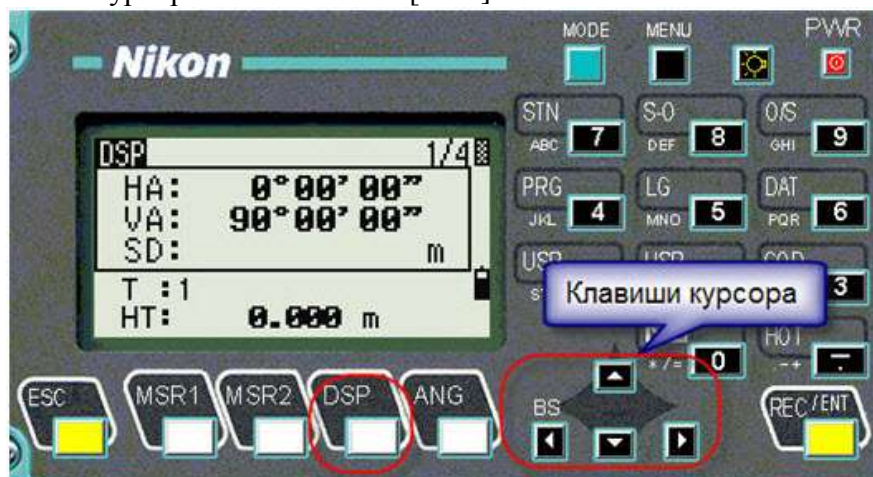 MODE MENU PWR
Nikon
STN S-O O/S
ABC 7 DEF 8 GHI 9
DSP 1/4
HA: 0°00'00"
VA: 90°00'00"
SD: m
T :1
HT: 0.000 m
PRG LG DAT
JKL 4 MNO 5 PQR 6
3
Клавиши курсора
*/= 0 -+
ESC MSR1 MSR2 DSP ANG BS REC/ENT